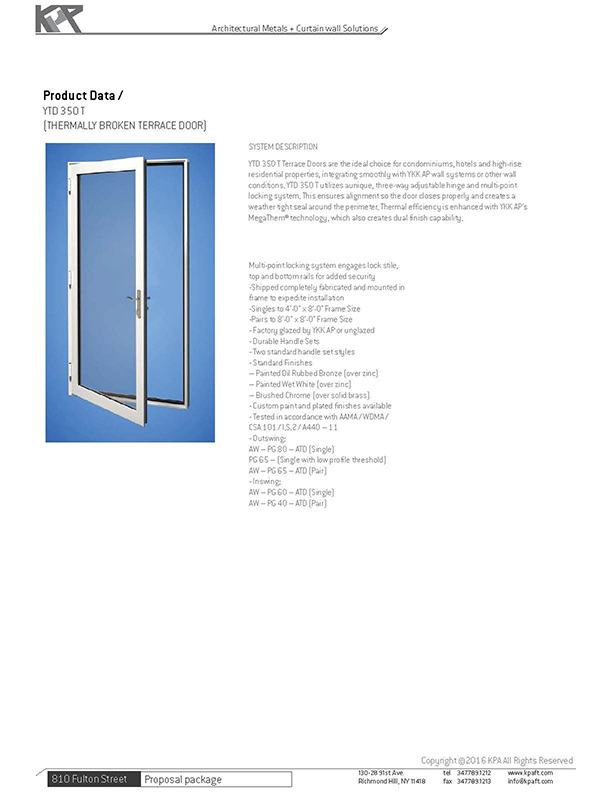 KPA
Architectural Metals + Curtain wall Solutions
Product Data /
YTD 350 T
(THERMALLY BROKEN TERRACE DOOR)
SYSTEM DESCRIPTION
YTD 350 T Terrace Doors are the ideal choice for condominiums, hotels and high-rise
residential properties, integrating smoothly with YKK AP wall systems or other wall
conditions. YTD 350 T utilizes aunique, three-way adjustable hinge and multi-point
locking system. This ensures alignment so the door closes properly and creates a
weather tight seal around the perimeter. Thermal efficiency is enhanced with YKK AP's
MegaTherm® technology, which also creates dual finish capability.
Multi-point locking system engages lock stile,
top and bottom rails for added security
-Shipped completely fabricated and mounted in
frame to expedite installation
-Singles to 4'-0" x 8'-0" Frame Size
-Pairs to 8'-0" x 8'-0" Frame Size
- Factory glazed by YKK AP or unglazed
- Durable Handle Sets
- Two standard handle set styles
- Standard Finishes
– Painted Oil Rubbed Bronze (over zinc)
– Painted Wet White (over zinc)
– Brushed Chrome (over solid brass)
- Custom paint and plated finishes available
- Tested in accordance with AAMA / WDMA /
CSA 101 / I.S.2 / A440 – 11
- Outswing;
AW – PG 80 – ATD (Single)
PG 65 – (Single with low profile threshold)
AW – PG 65 – ATD (Pair)
- Inswing;
AW – PG 60 – ATD (Single)
AW – PG 40 – ATD (Pair)
Copyright @2016 KPA All Rights Reserved
810 Fulton Street Proposal package
130-28 91st Ave. tel 347.789.1212 www.kpaft.com
Richmond Hill, NY 11418 fax 347.789.1213 info@kpaft.com